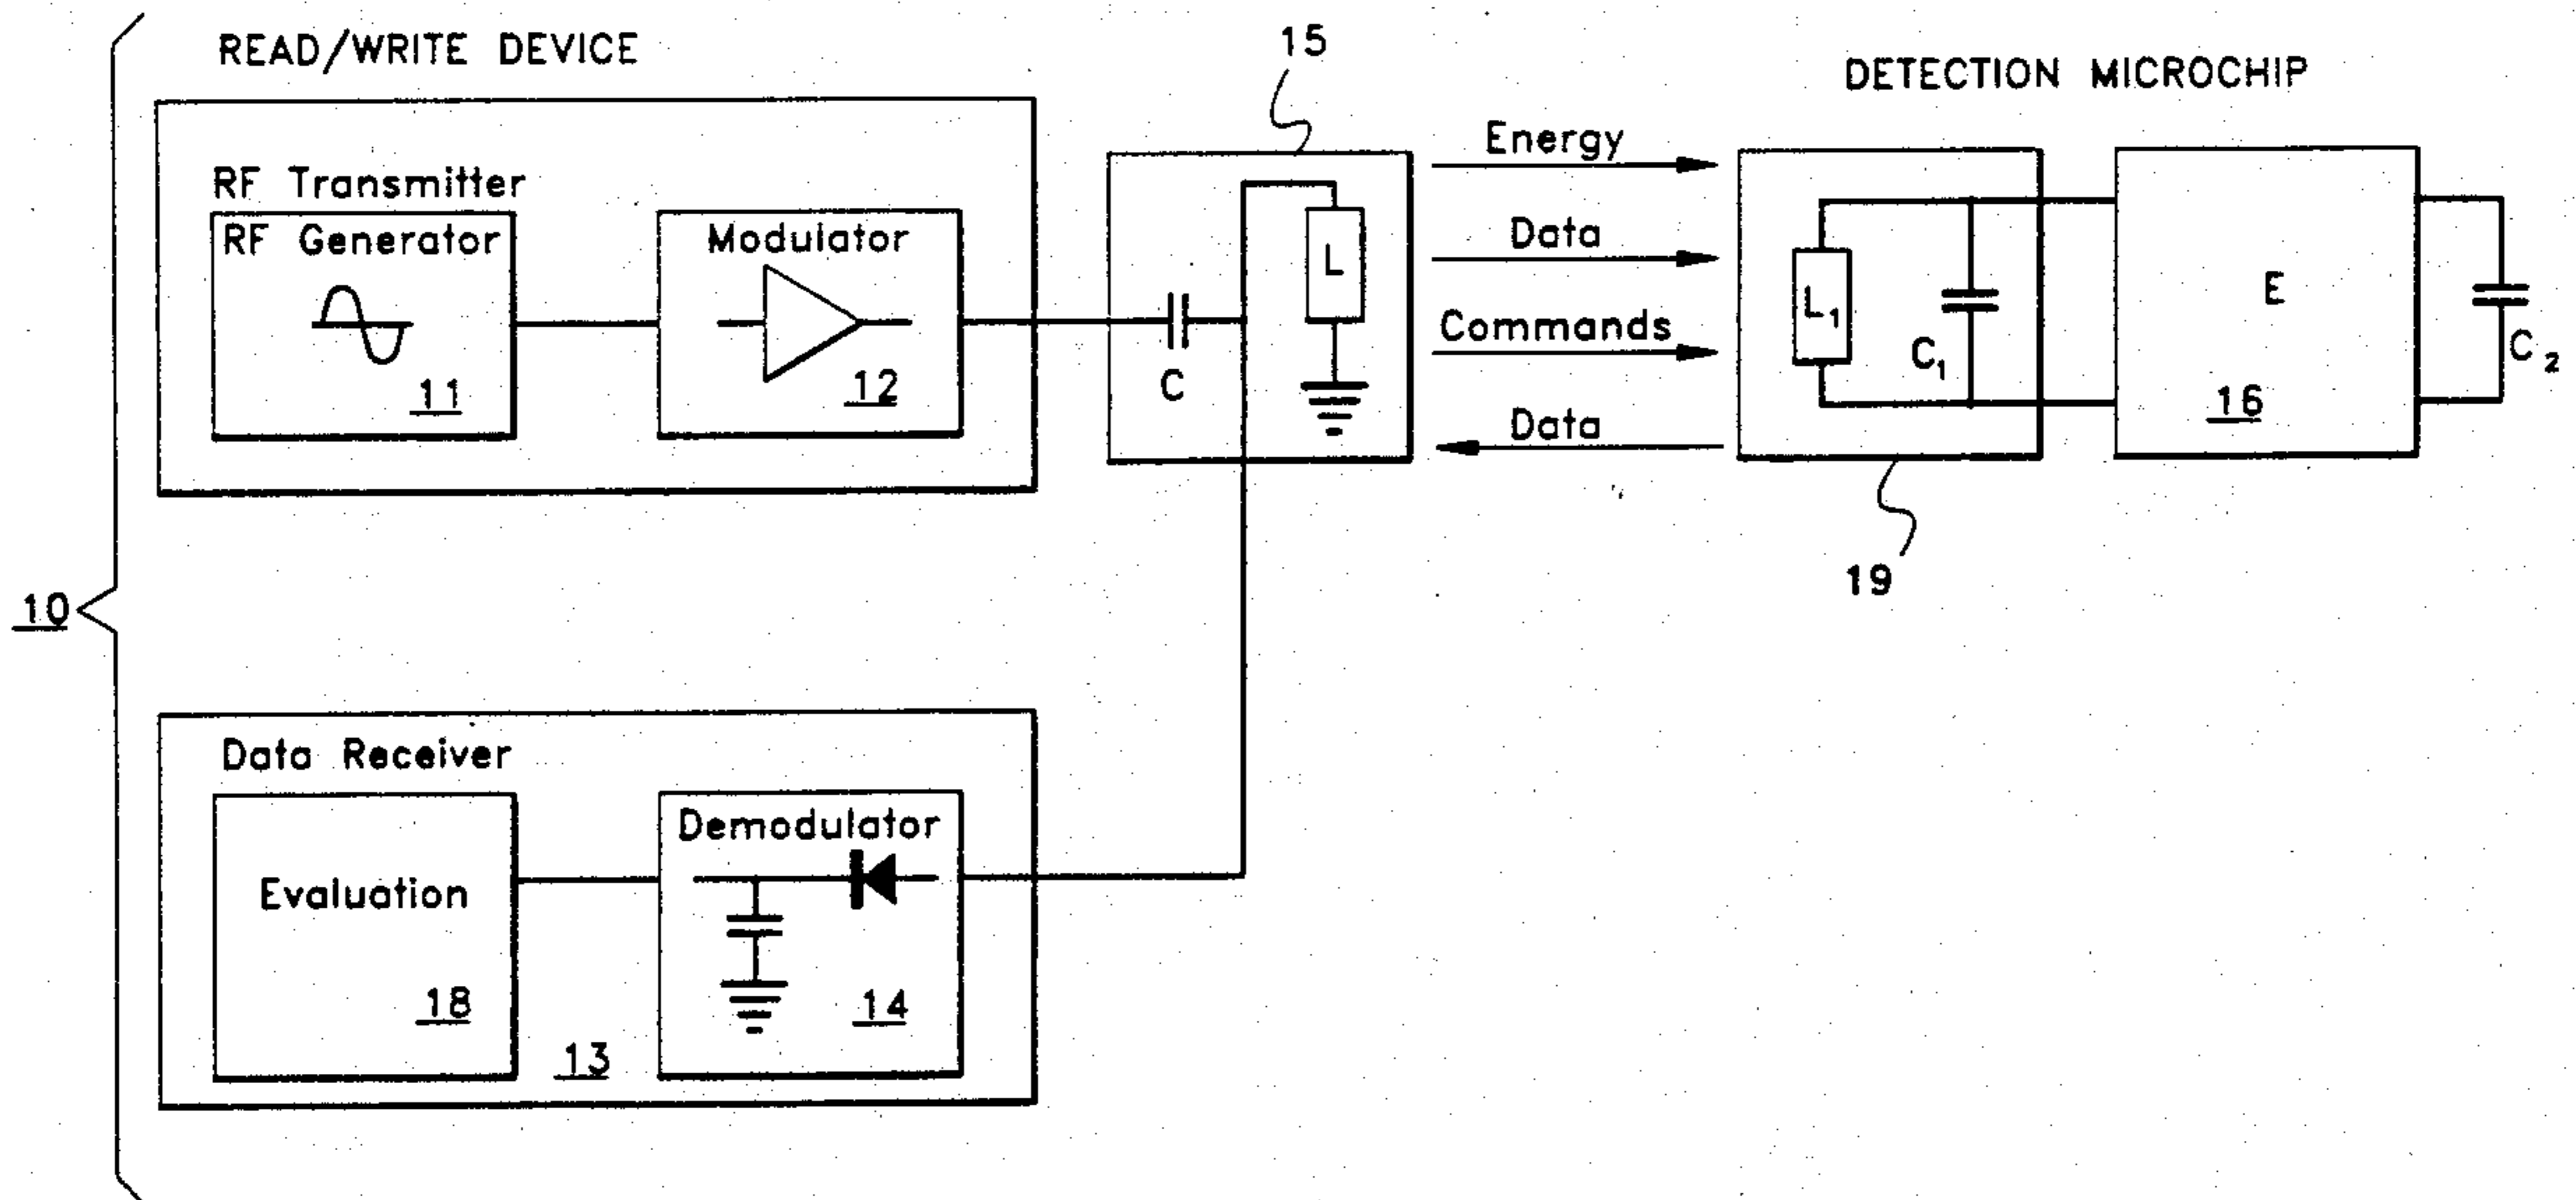 READ/WRITE DEVICE
15
DETECTION MICROCHIP
RF Transmitter
RF Generator
11
Modulator
12
C
L
Energy
Data
Commands
Data
L₁
C₁
E
16
C₂
19
10
Data Receiver
Evaluation
18
13
Demodulator
14